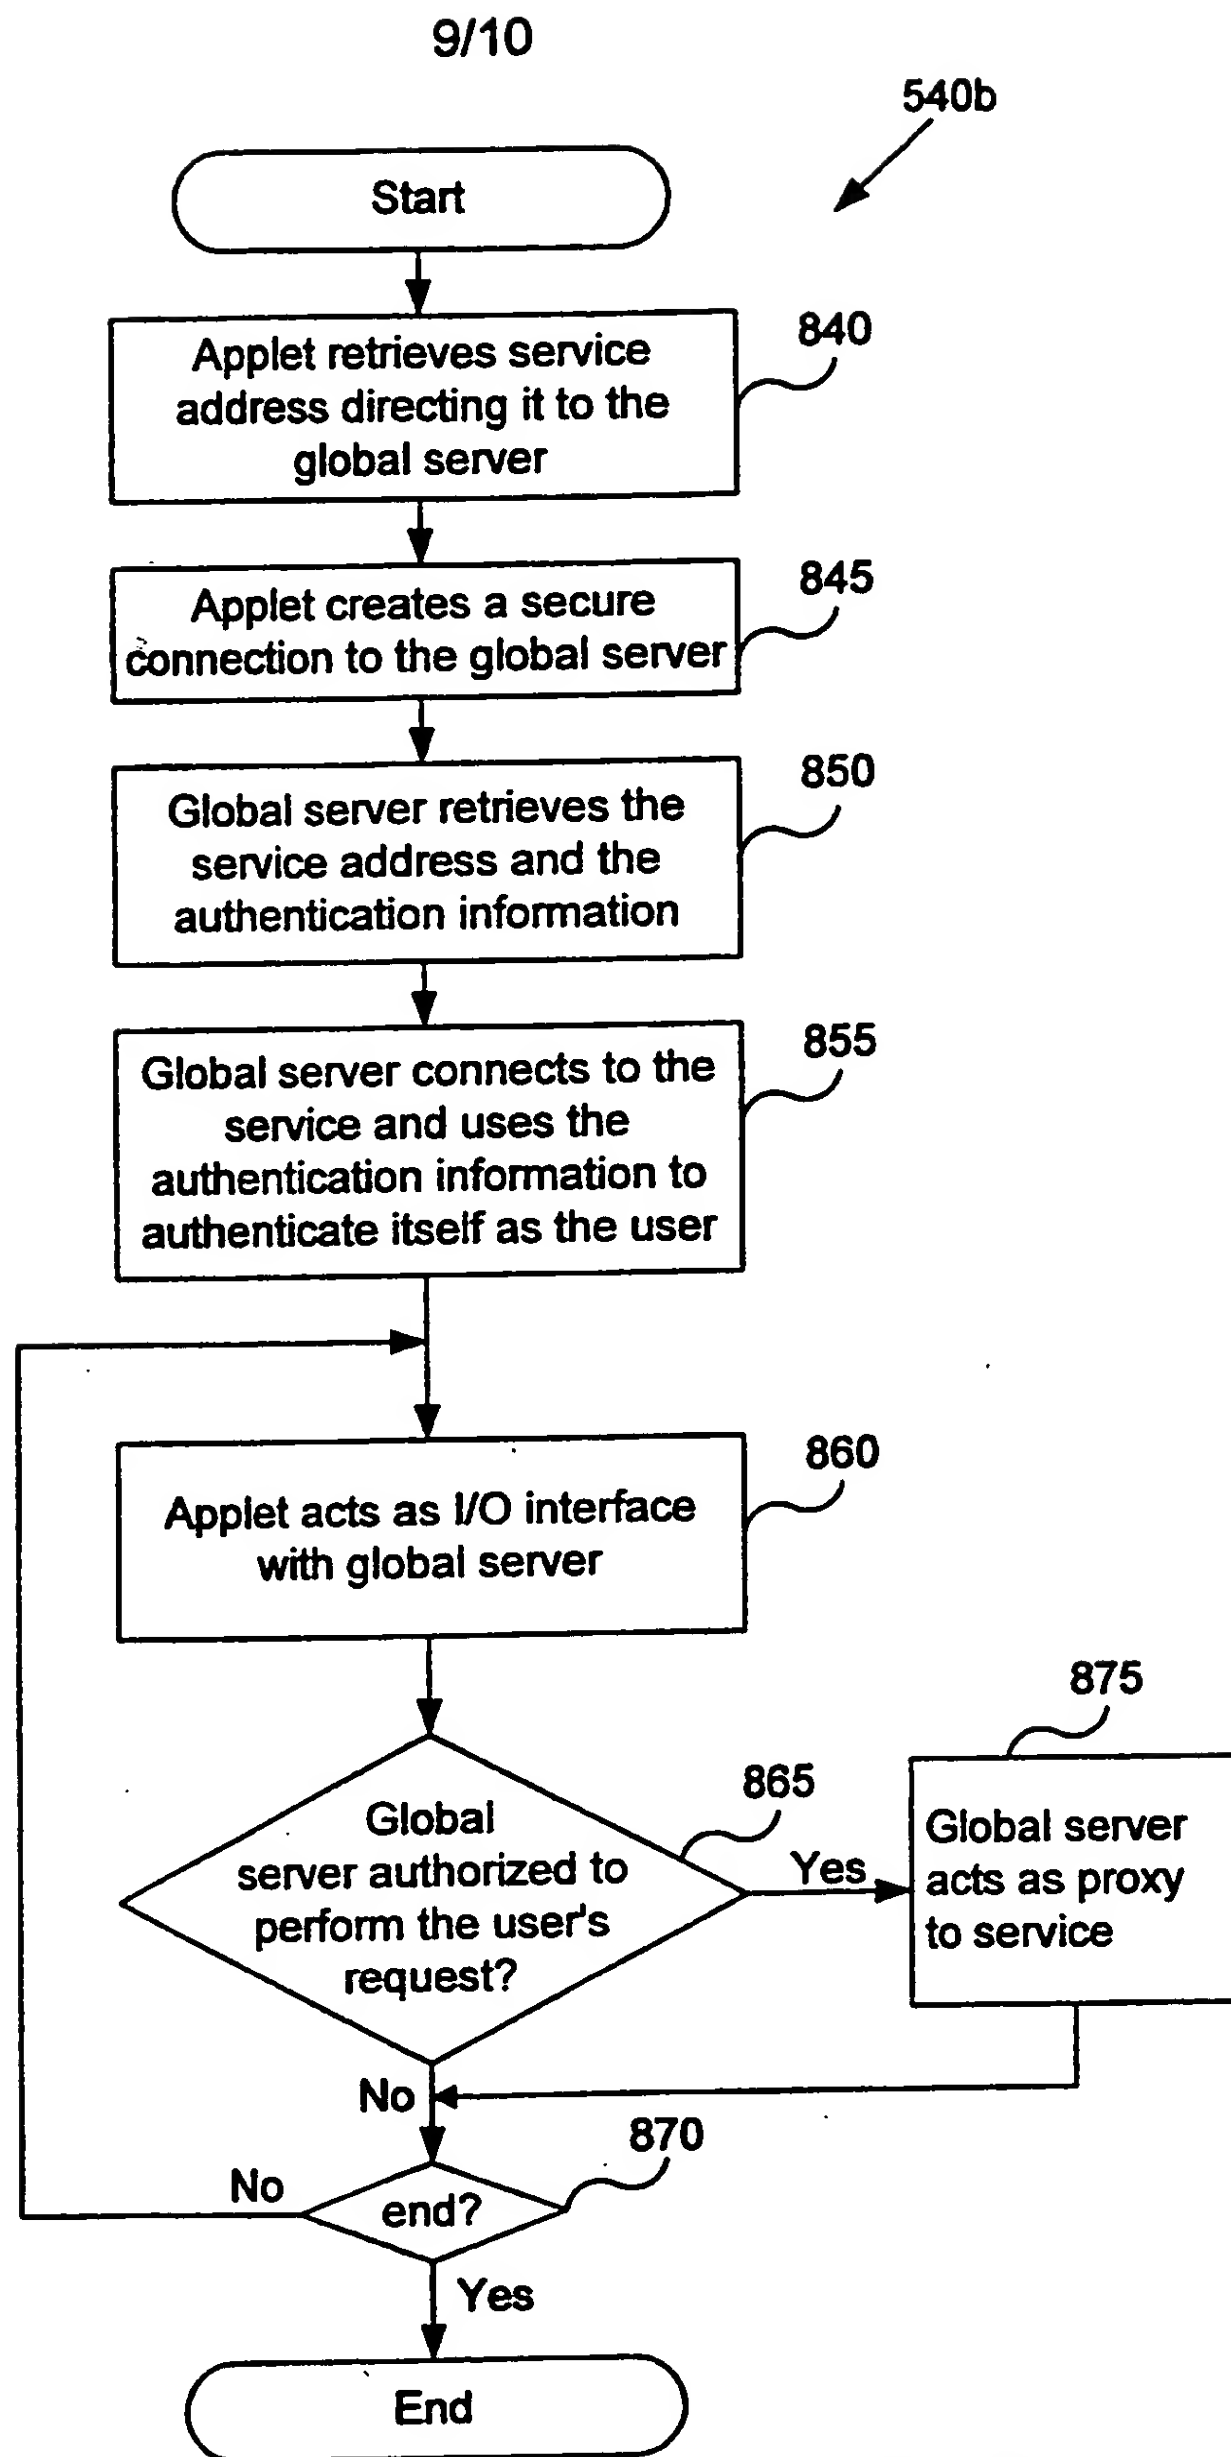 9/10
540b
Start
840
Applet retrieves service
address directing it to the
global server
845
Applet creates a secure
connection to the global server
850
Global server retrieves the
service address and the
authentication information
855
Global server connects to the
service and uses the
authentication information to
authenticate itself as the user
860
Applet acts as I/O interface
with global server
865
Global
server authorized to
perform the user's
request?
Yes
875
Global server
acts as proxy
to service
No
870
end?
No
Yes
End